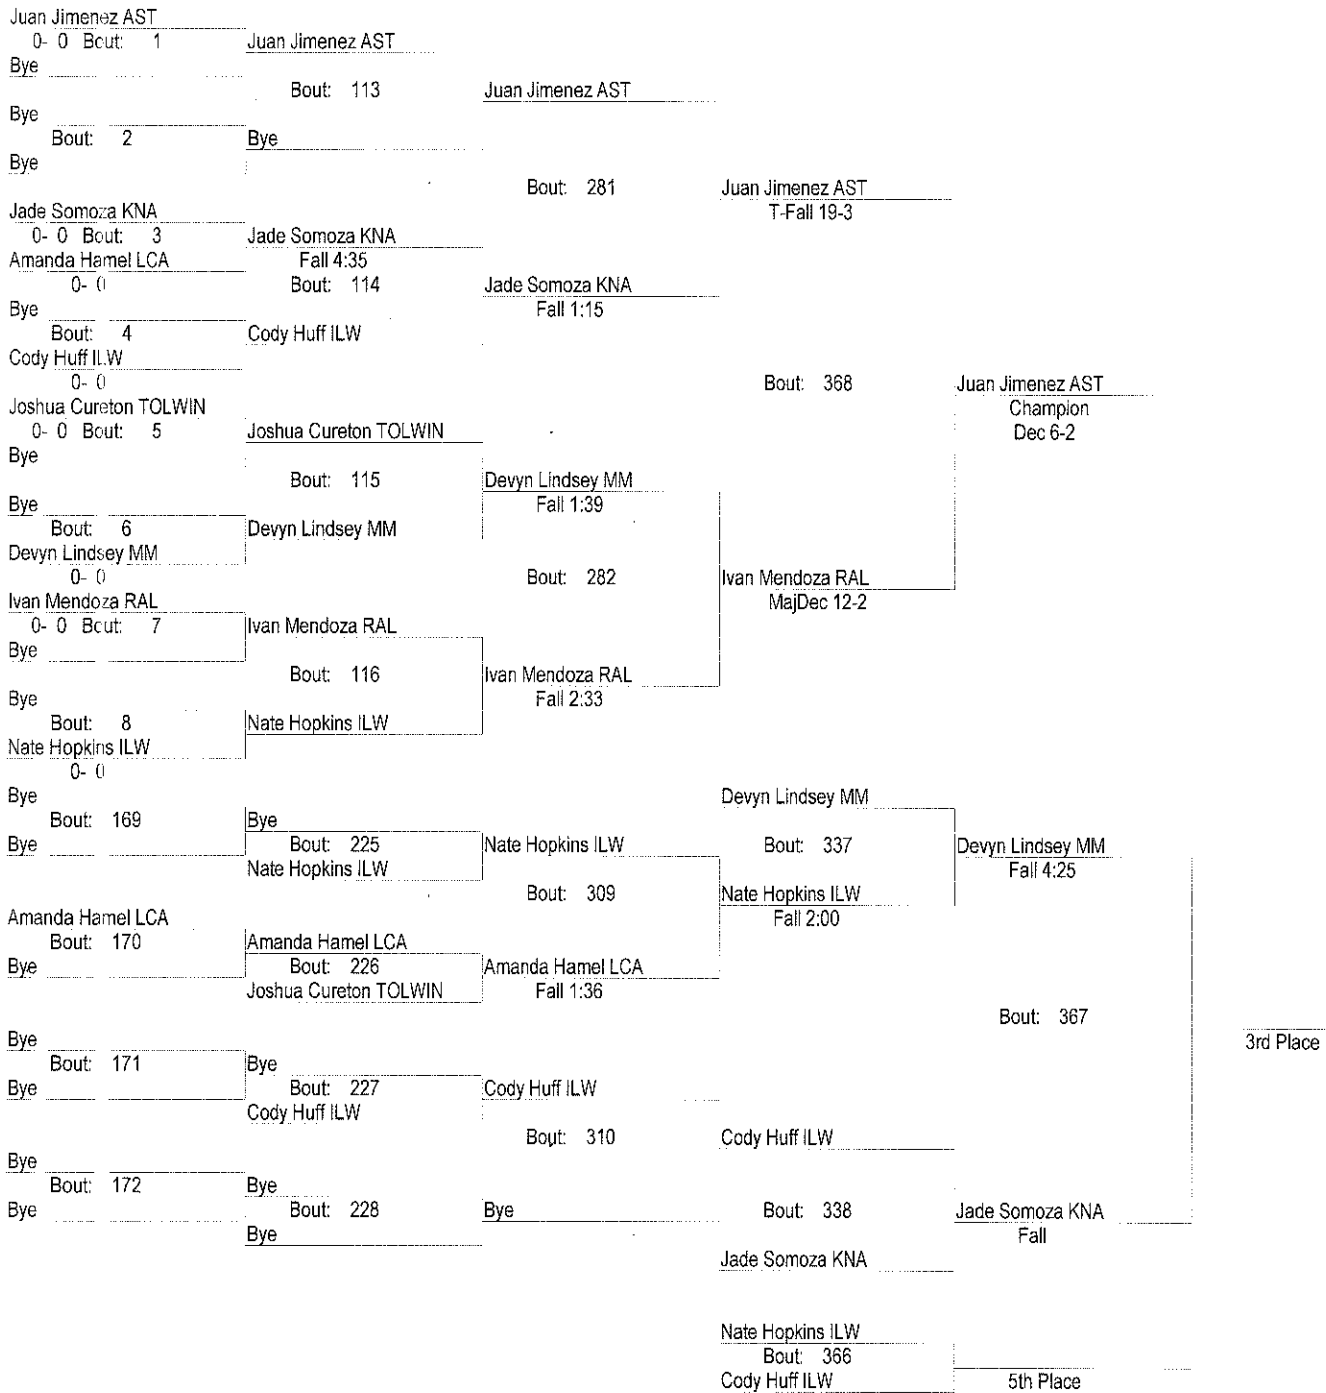 Juan Jimenez AST
0- 0 Bout: 1 Juan Jimenez AST
Bye
Bout: 113 Juan Jimenez AST
Bye
Bout: 2 Bye
Bye
Bout: 281 Juan Jimenez AST
Jade Somoza KNA T-Fall 19-3
0- 0 Bout: 3 Jade Somoza KNA
Amanda Hamel LCA Fall 4:35
0- 0 Bout: 114 Jade Somoza KNA
Bye Fall 1:15
Bout: 4 Cody Huff ILW
Cody Huff ILW
0- 0 Bout: 368 Juan Jimenez AST
Joshua Cureton TOLWIN Champion
0- 0 Bout: 5 Joshua Cureton TOLWIN Dec 6-2
Bye
Bout: 115 Devyn Lindsey MM
Bye Fall 1:39
Bout: 6 Devyn Lindsey MM
Devyn Lindsey MM
0- 0 Bout: 282 Ivan Mendoza RAL
Ivan Mendoza RAL MajDec 12-2
0- 0 Bout: 7 Ivan Mendoza RAL
Bye
Bout: 116 Ivan Mendoza RAL
Bye Fall 2:33
Bout: 8 Nate Hopkins ILW
Nate Hopkins ILW
0- 0
Bye Devyn Lindsey MM
Bout: 169 Bye
Bye Bout: 225 Nate Hopkins ILW Bout: 337 Devyn Lindsey MM
Nate Hopkins ILW Fall 4:25
Bout: 309 Nate Hopkins ILW
Amanda Hamel LCA Fall 2:00
Bout: 170 Amanda Hamel LCA
Bye Bout: 226 Amanda Hamel LCA
Joshua Cureton TOLWIN Fall 1:36
Bout: 367
Bye 3rd Place
Bout: 171 Bye
Bye Bout: 227 Cody Huff ILW
Cody Huff ILW
Bout: 310 Cody Huff ILW
Bye
Bout: 172 Bye
Bye Bout: 228 Bye Bout: 338 Jade Somoza KNA
Bye Fall
Jade Somoza KNA
Nate Hopkins ILW
Bout: 366
Cody Huff ILW 5th Place